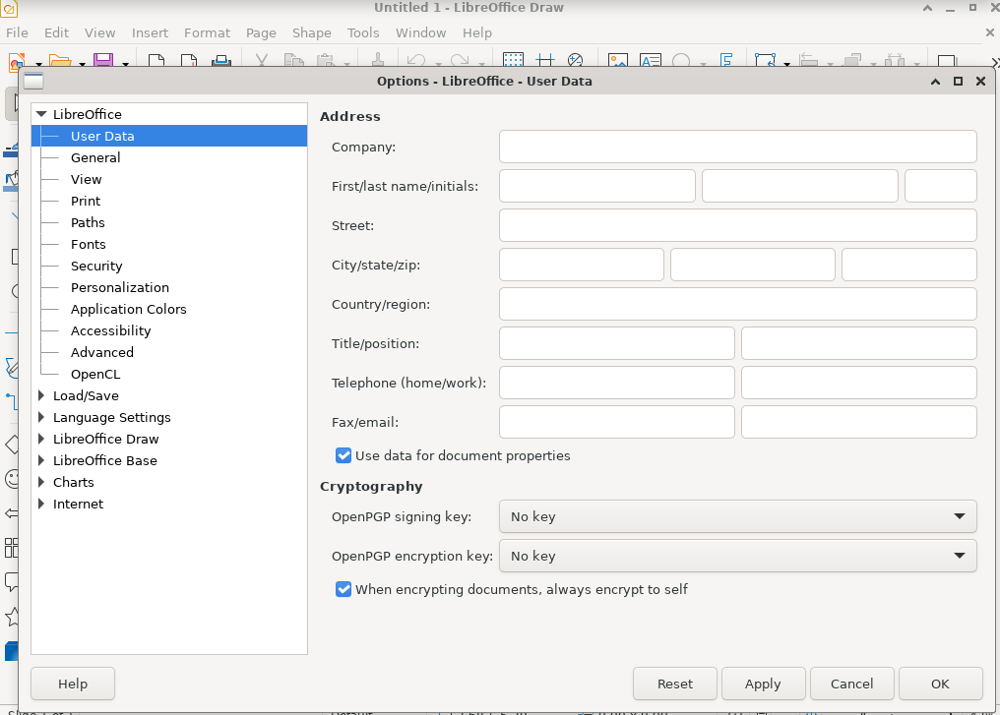 Untitled 1 - LibreOffice Draw
File Edit View Insert Format Page Shape Tools Window Help
Options - LibreOffice - User Data
LibreOffice
User Data
General
View
Print
Paths
Fonts
Security
Personalization
Application Colors
Accessibility
Advanced
OpenCL
Load/Save
Language Settings
LibreOffice Draw
LibreOffice Base
Charts
Internet
Address
Company:
First/last name/initials:
Street:
City/state/zip:
Country/region:
Title/position:
Telephone (home/work):
Fax/email:
Use data for document properties
Cryptography
OpenPGP signing key: No key
OpenPGP encryption key: No key
When encrypting documents, always encrypt to self
Help Reset Apply Cancel OK